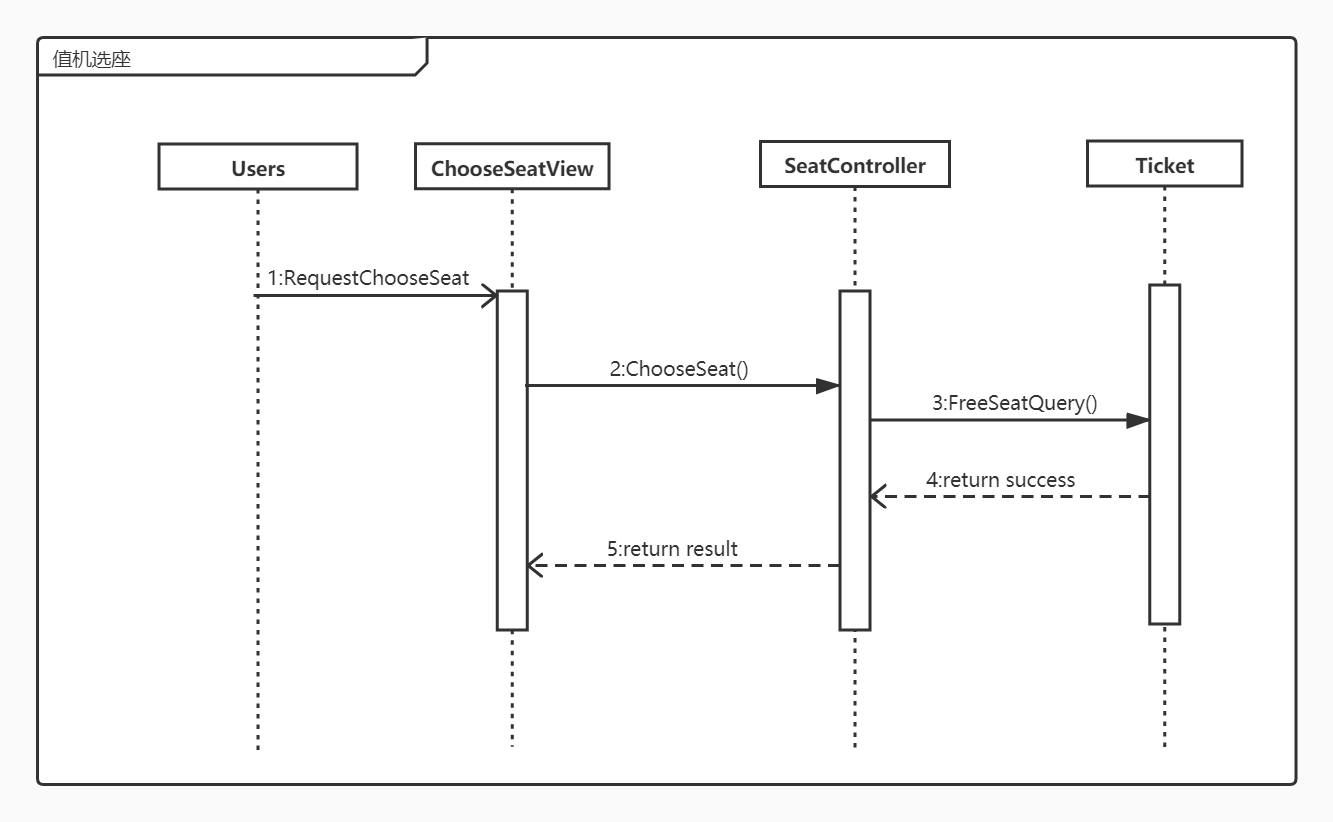 值机选座
Users
ChooseSeatView
SeatController
Ticket
1:RequestChooseSeat
2:ChooseSeat()
3:FreeSeatQuery()
4:return success
5:return result